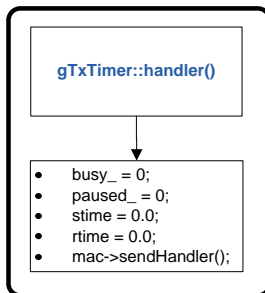 gTxTimer::handler()
• busy_ = 0;
• paused_ = 0;
• stime = 0.0;
• rtime = 0.0;
• mac->sendHandler();